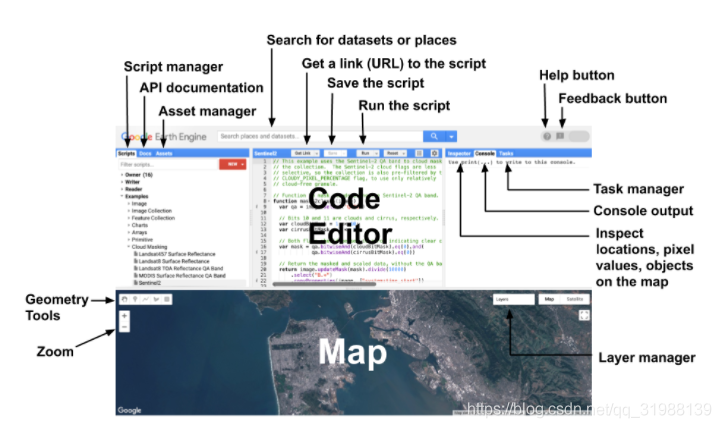 Search for datasets or places
Script manager
Get a link (URL) to the script
API documentation
Save the script
Help button
Asset manager
Run the script
Feedback button
Google Earth Engine
Search places and datasets...
Scripts Docs Assets
Sentinel2
Get Link
Save
Run
Reset
Inspector Console Tasks
Filter scripts...
NEW
Use print(...) to write to this console.
Owner (16)
Writer
Reader
Examples
Image
Image Collection
Feature Collection
Charts
Arrays
Primitive
Cloud Masking
Landsat457 Surface Reflectance
Landsat8 Surface Reflectance
Landsat8 TOA Reflectance QA Band
MODIS Surface Reflectance QA Band
Sentinel2
// This example uses the Sentinel-2 QA band to cloud mask
// the collection. The Sentinel-2 cloud flags are less
// selective, so the collection is also pre-filtered by the
// CLOUDY_PIXEL_PERCENTAGE flag, to use only relatively
// cloud-free granule.
// Function to mask
Sentinel-2 QA band.
function
var qa =
// Bits 10 and 11 are clouds and cirrus, respectively.
var cloudBitMask =
var cirrus
// Both
indicating clear
var mask = qa.bitwiseAnd(cloudBitMask).eq(0).and(
qa.bitwiseAnd(cirrusBitMask).eq(0))
// Return the masked and scaled data, without the QA
return image.updateMask(mask).divide(10000)
.select("B.*")
Code
Editor
Task manager
Console output
Inspect
locations, pixel
values, objects
on the map
Geometry
Tools
Layers
Map
Satellite
Zoom
Map
Layer manager
Google
https://blog.csdn.net/qq_31988139